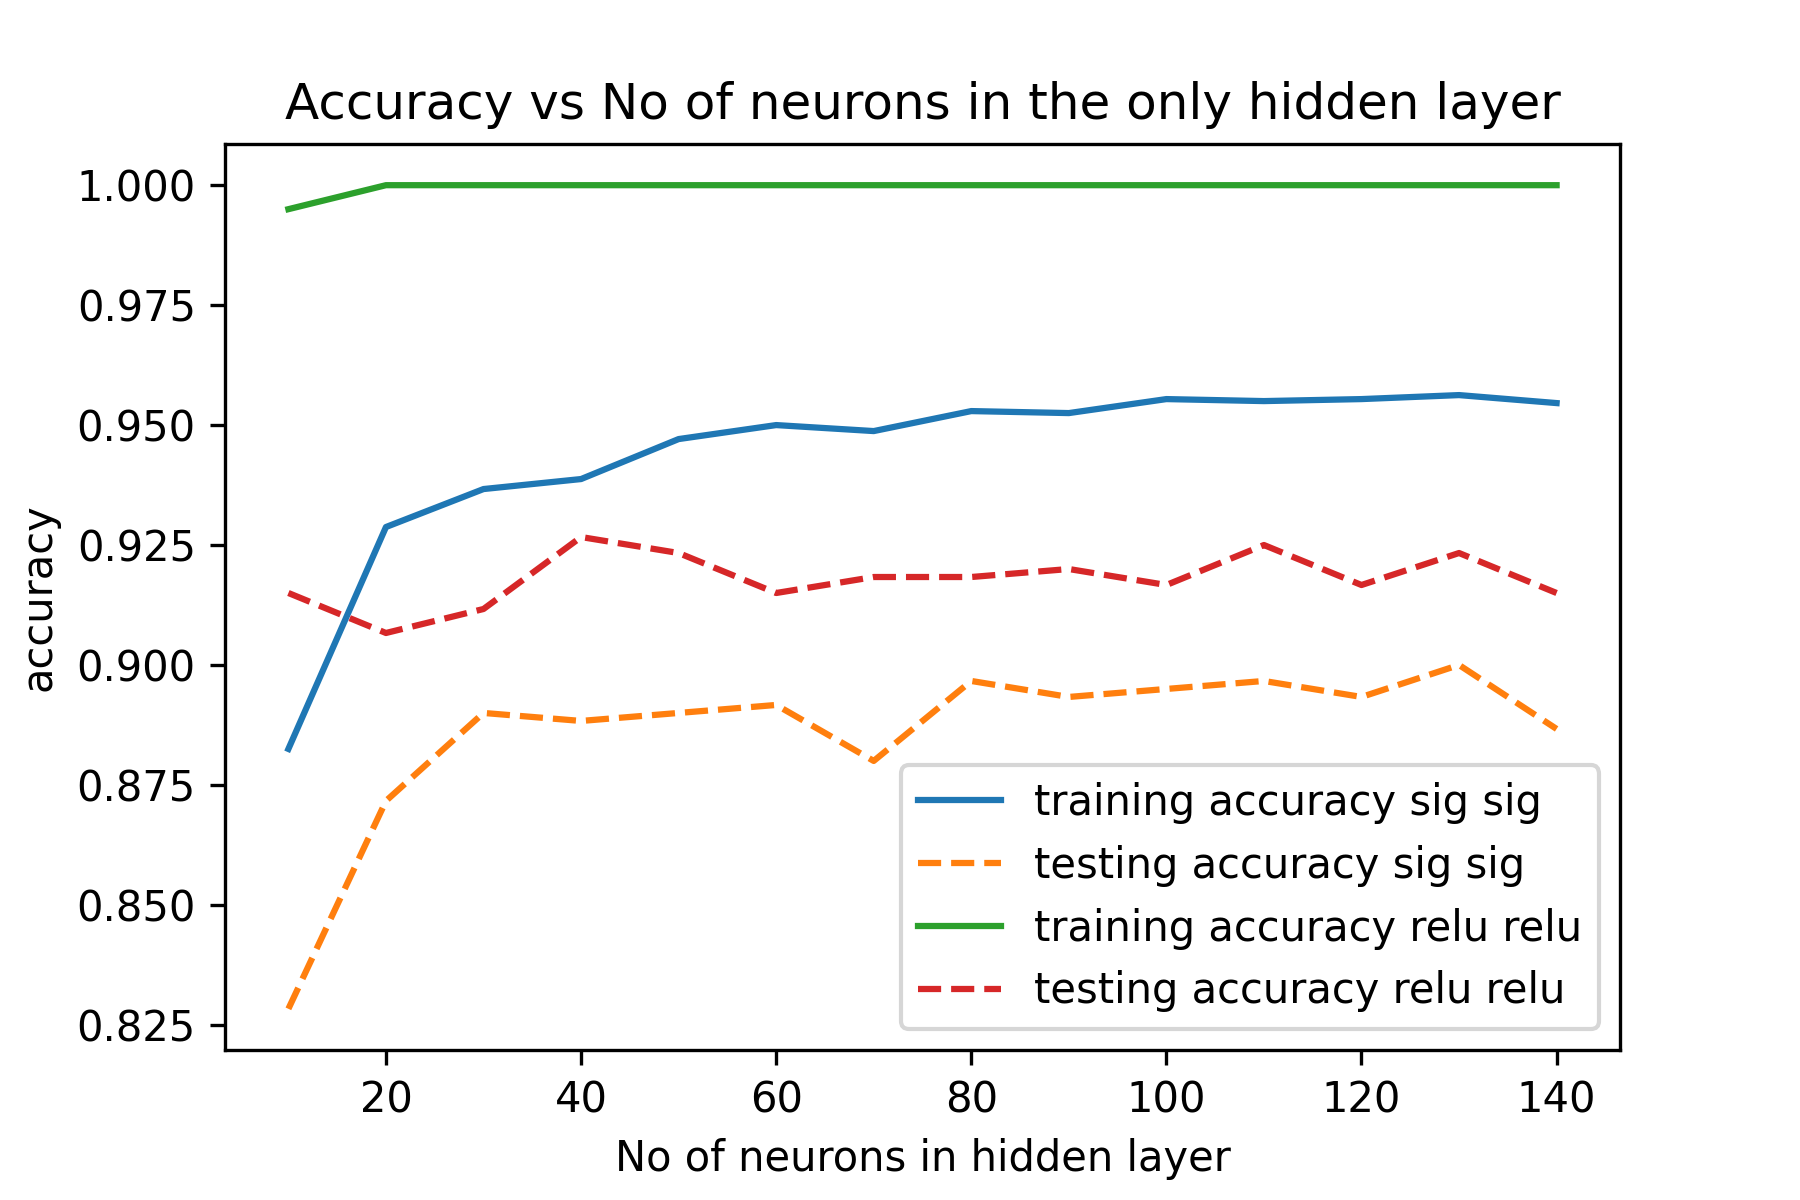 Accuracy vs No of neurons in the only hidden layer
1.000
0.975
0.950
0.925
0.900
0.875
0.850
0.825
accuracy
training accuracy sig sig
testing accuracy sig sig
training accuracy relu relu
testing accuracy relu relu
20 40 60 80 100 120 140
No of neurons in hidden layer